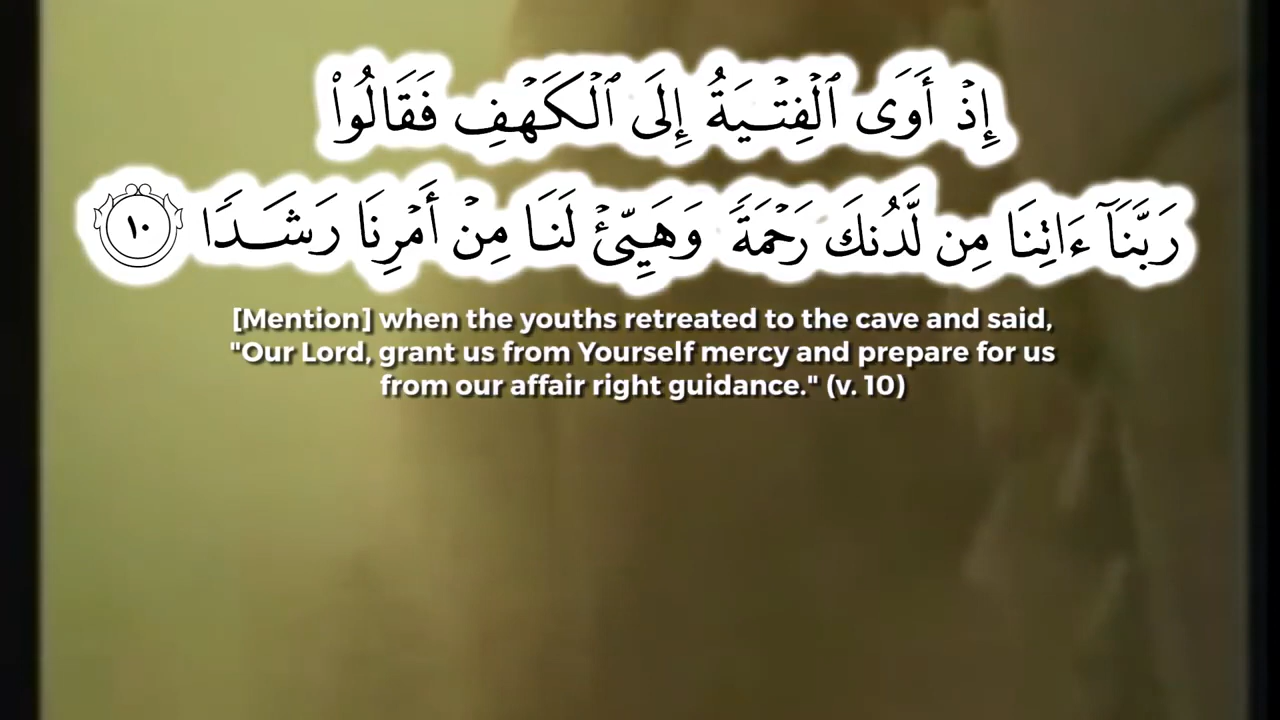 إِذۡ أَوَى ٱلۡفِتۡيَةُ إِلَى ٱلۡكَهۡفِ فَقَالُواْ
رَبَّنَآ ءَاتِنَا مِن لَّدُنكَ رَحۡمَةٗ وَهَيِّئۡ لَنَا مِنۡ أَمۡرِنَا رَشَدٗا ١٠
[Mention] when the youths retreated to the cave and said,
"Our Lord, grant us from Yourself mercy and prepare for us
from our affair right guidance." (v. 10)